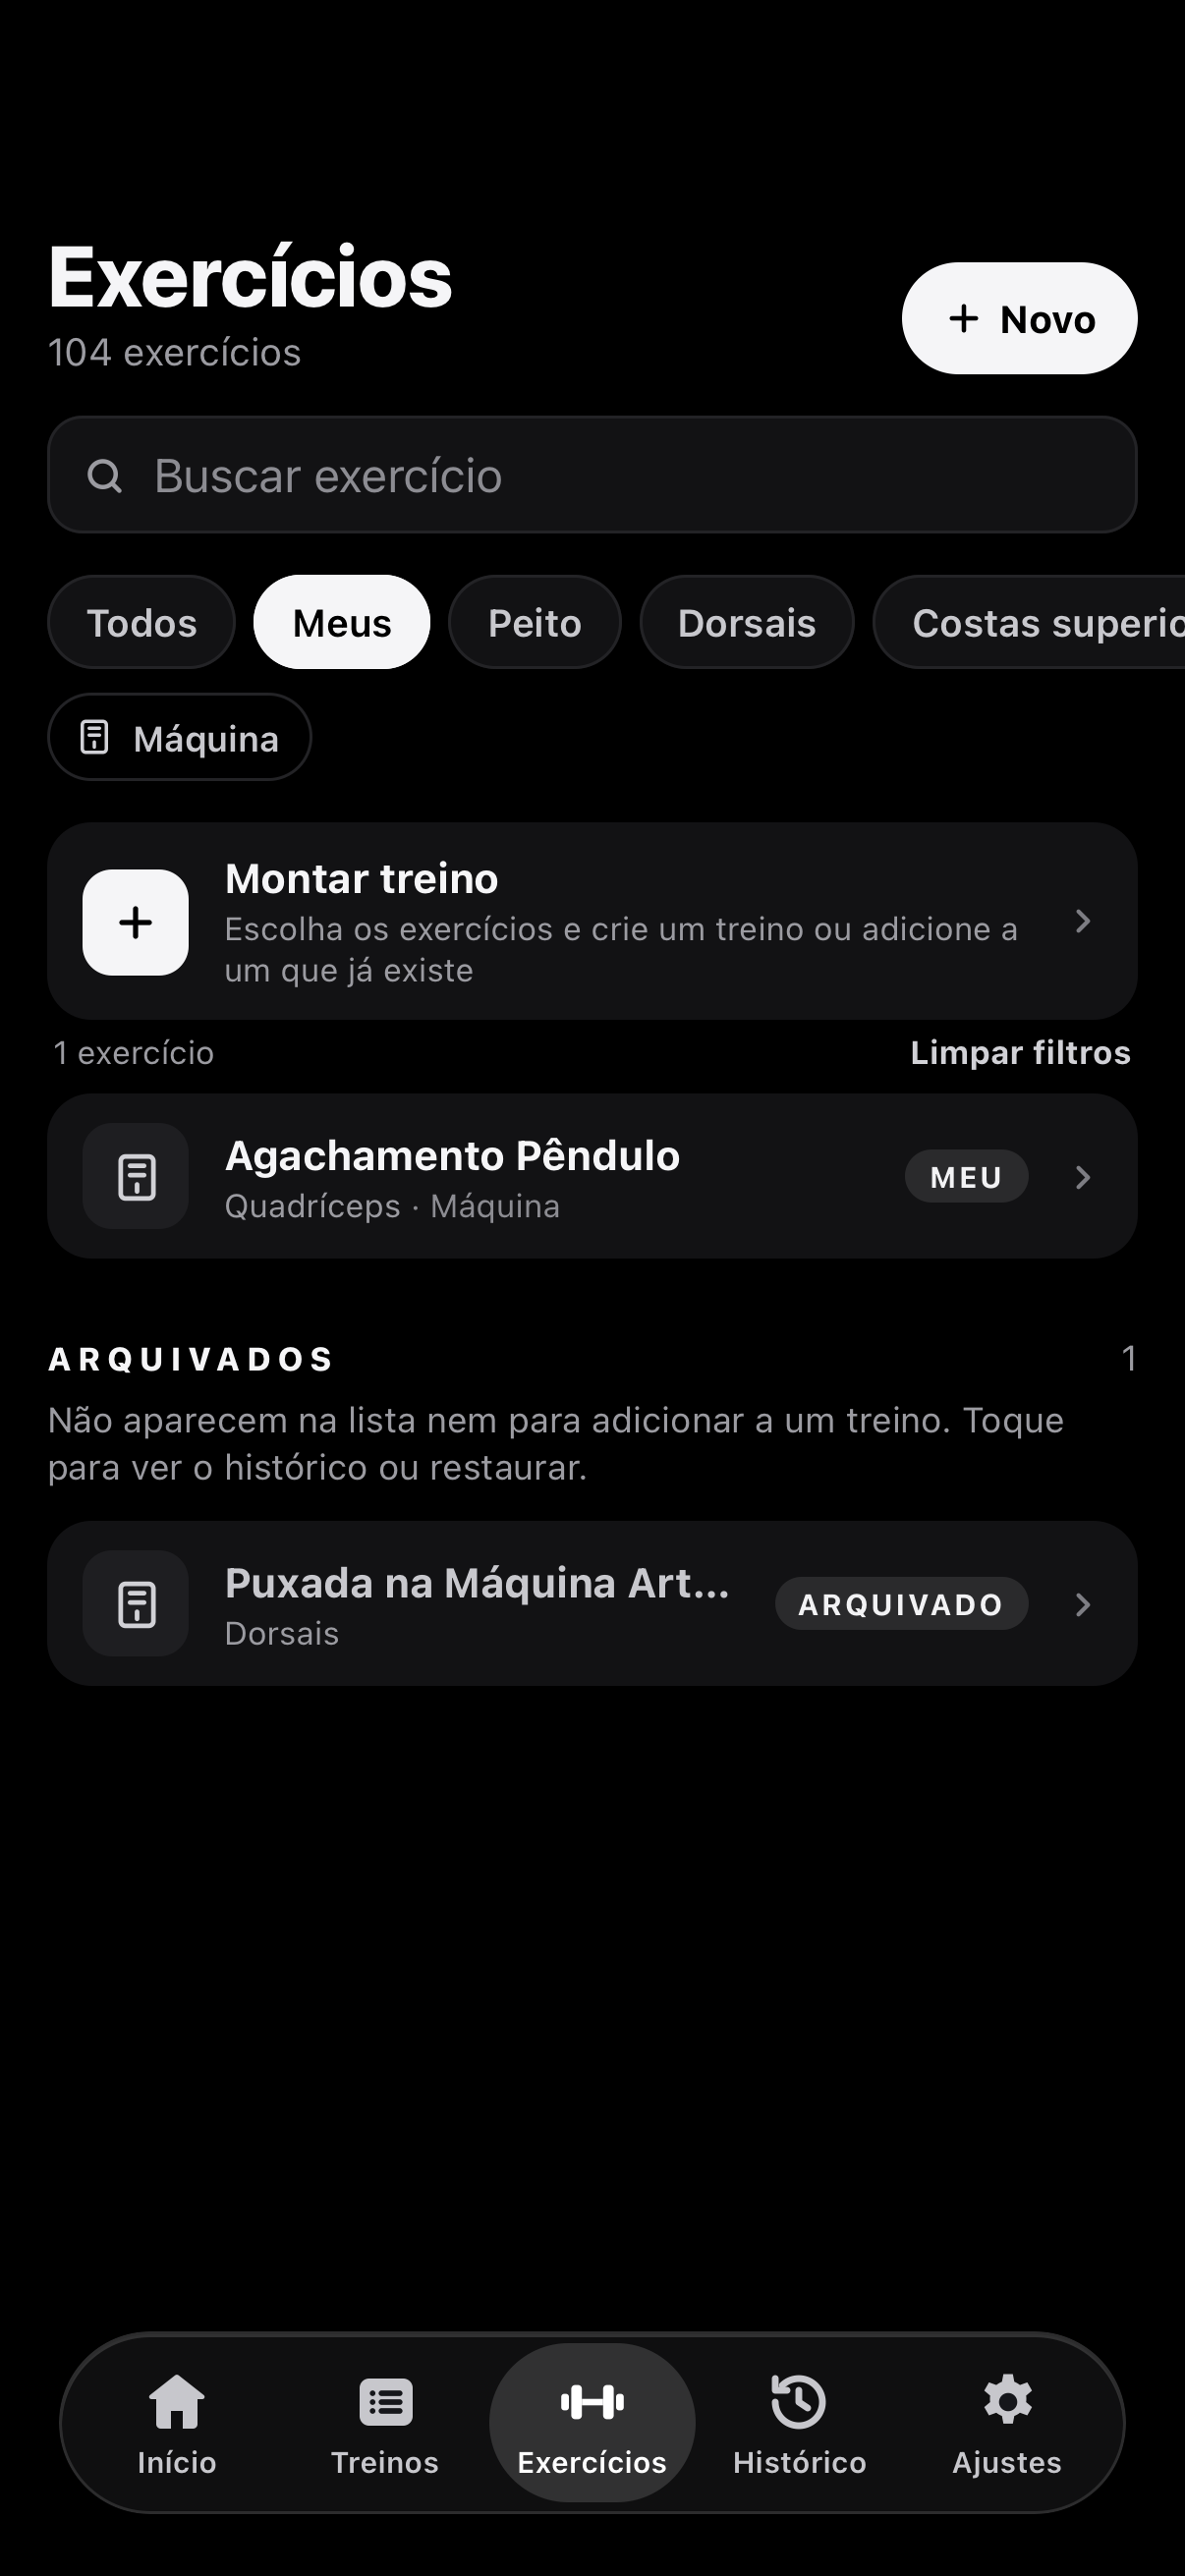 Exercícios
104 exercícios
Novo
Buscar exercício
Todos
Meus
Peito
Dorsais
Costas superio
Máquina
Montar treino
Escolha os exercícios e crie um treino ou adicione a
um que já existe
1 exercício
Limpar filtros
Agachamento Pêndulo
Quadríceps · Máquina
MEU
ARQUIVADOS
1
Não aparecem na lista nem para adicionar a um treino. Toque
para ver o histórico ou restaurar.
Puxada na Máquina Art...
Dorsais
ARQUIVADO
Início
Treinos
Exercícios
Histórico
Ajustes